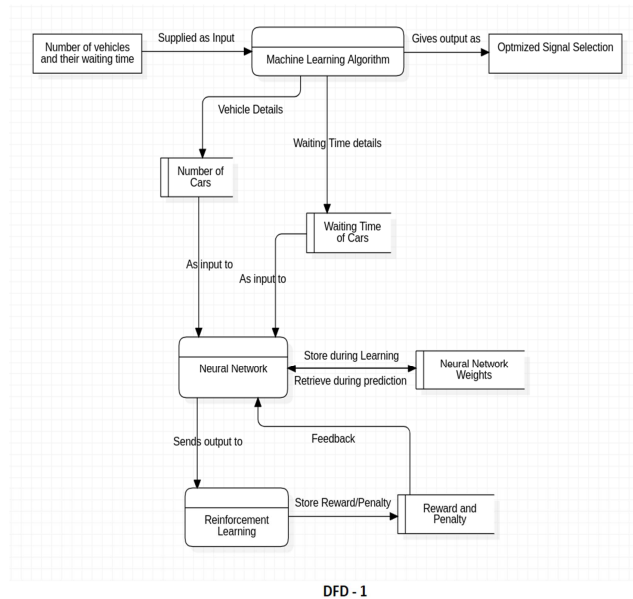 Supplied as Input
Gives output as
Number of vehicles
and their waiting time
Machine Learning Algorithm
Optmized Signal Selection
Vehicle Details
Waiting Time details
Number of
Cars
Waiting Time
of Cars
As input to
As input to
Neural Network
Store during Learning
Retrieve during prediction
Neural Network
Weights
Sends output to
Feedback
Reinforcement
Learning
Store Reward/Penalty
Reward and
Penalty
DFD - 1